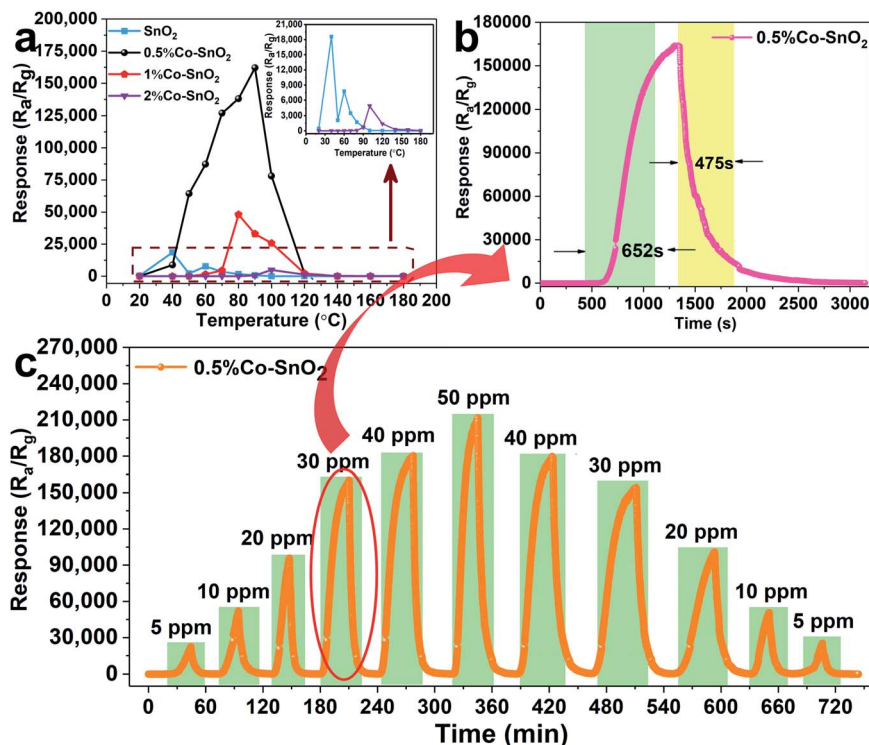 a
SnO₂
0.5%Co-SnO₂
1%Co-SnO₂
2%Co-SnO₂
Response (Rₐ/R_g)
200,000
175,000
150,000
125,000
100,000
75,000
50,000
25,000
0
0 20 40 60 80 100 120 140 160 180 200
Temperature (°C)
Response (Rₐ/R_g)
21,000
18,000
15,000
12,000
9,000
6,000
3,000
0
0 30 60 90 120 150 180
Temperature (°C)
b
0.5%Co-SnO₂
Response (Rₐ/R_g)
180000
150000
120000
90000
60000
30000
0
475s
652s
0 500 1000 1500 2000 2500 3000
Time (s)
c
0.5%Co-SnO₂
Response (Rₐ/R_g)
270,000
240,000
210,000
180,000
150,000
120,000
90,000
60,000
30,000
0
5 ppm
10 ppm
20 ppm
30 ppm
40 ppm
50 ppm
40 ppm
30 ppm
20 ppm
10 ppm
5 ppm
0 60 120 180 240 300 360 420 480 540 600 660 720
Time (min)